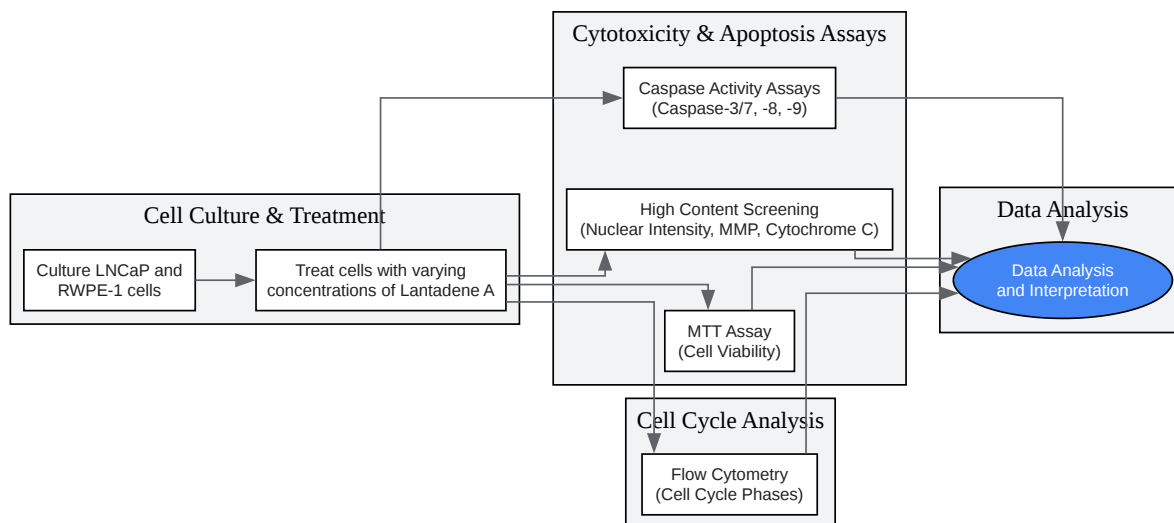 Cytotoxicity & Apoptosis Assays
Caspase Activity Assays
(Caspase-3/7, -8, -9)
Cell Culture & Treatment
Culture LNCaP and
RWPE-1 cells
Treat cells with varying
concentrations of Lantadene A
High Content Screening
(Nuclear Intensity, MMP, Cytochrome C)
MTT Assay
(Cell Viability)
Cell Cycle Analysis
Flow Cytometry
(Cell Cycle Phases)
Data Analysis
Data Analysis
and Interpretation